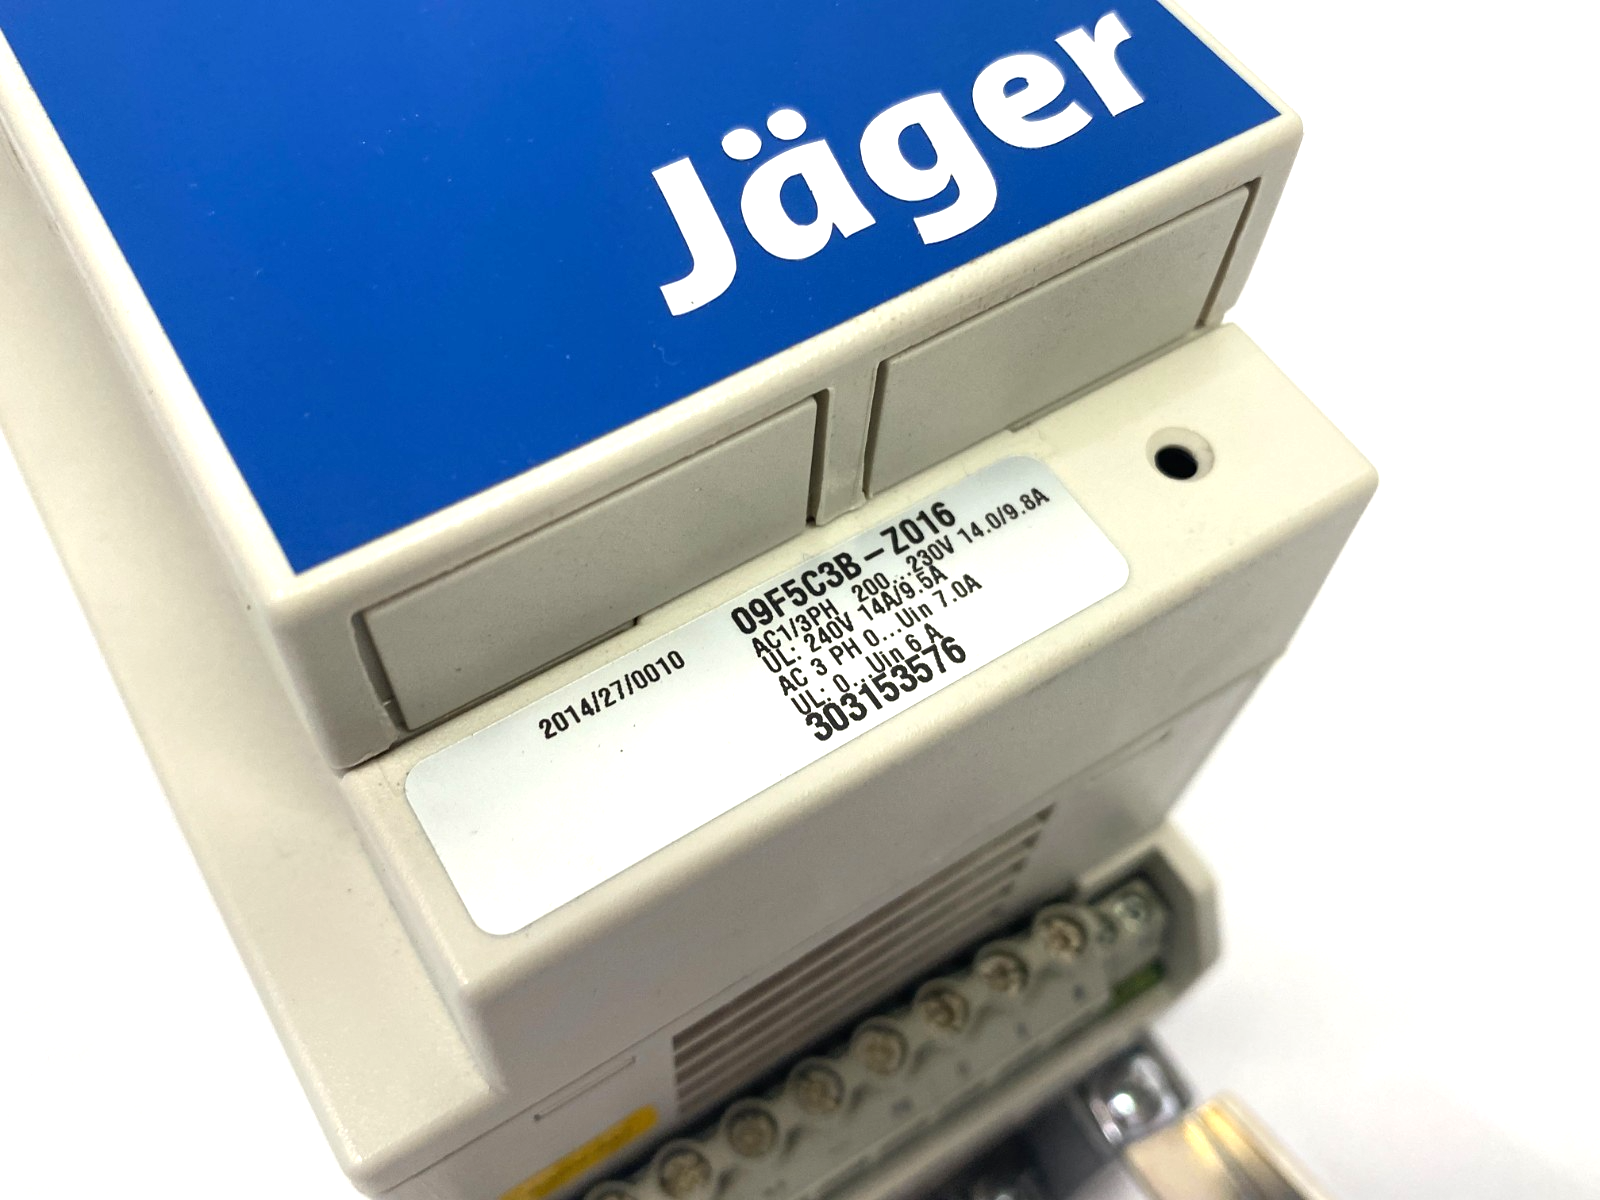 Jäger
2014/27/0010
09F5C3B-Z016
AC1/3PH 200...230V 14.0/9.8A
UL: 240V 14A/9.5A
AC 3 PH 0...Uin 7.0A
UL: 0...Uin 6 A
303153576